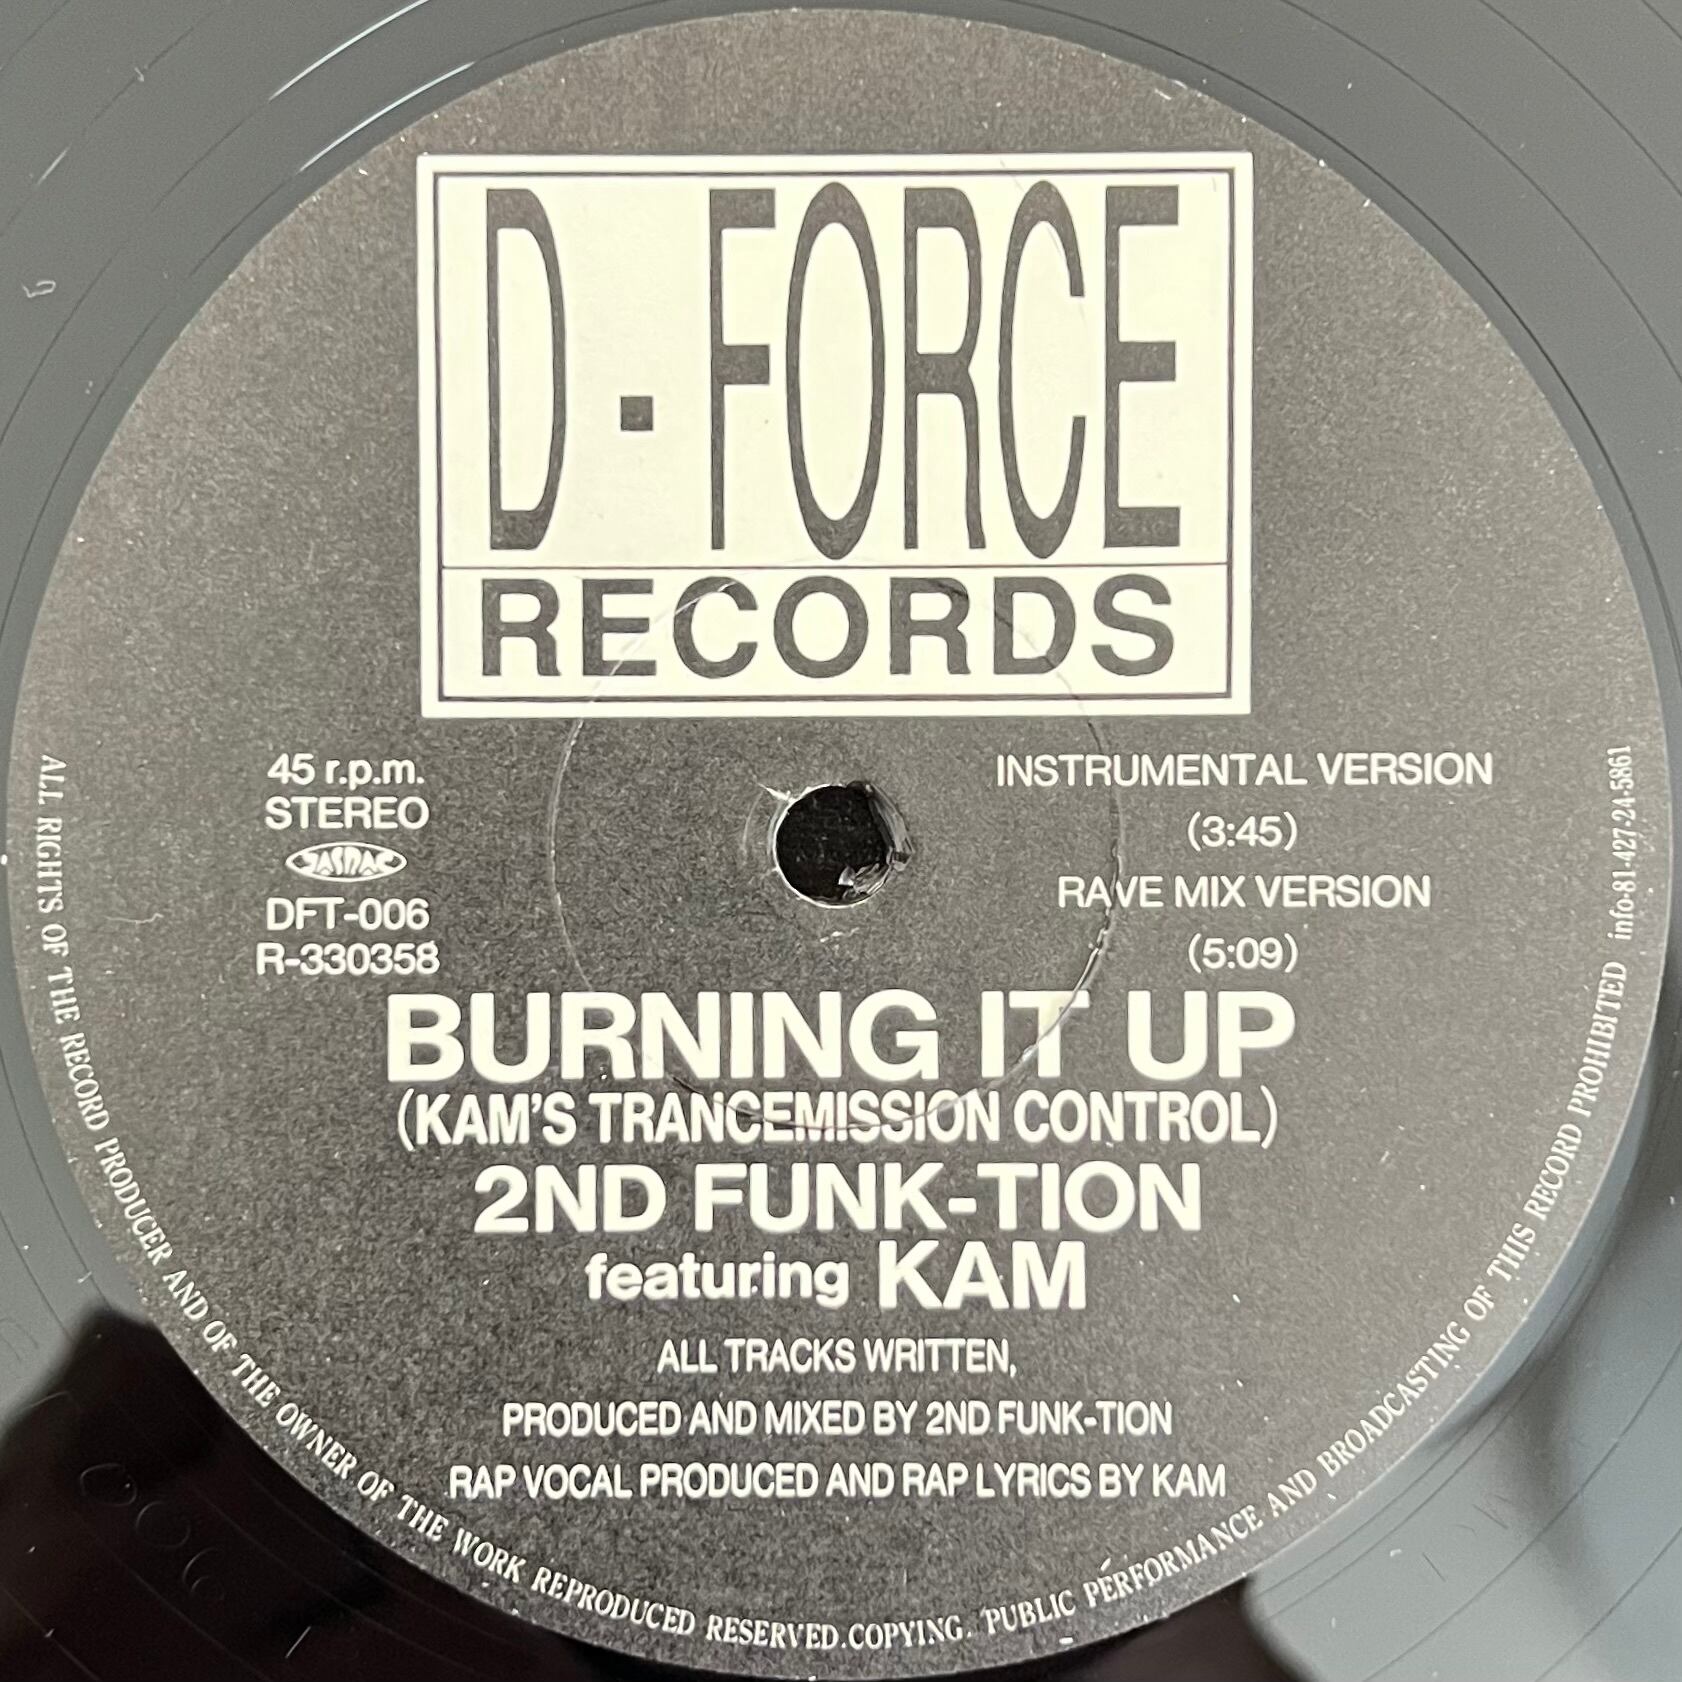 D-FORCE
RECORDS
45 r.p.m.
STEREO
JASRAC
DFT-006
R-330358
INSTRUMENTAL VERSION
(3:45)
RAVE MIX VERSION
(5:09)
BURNING IT UP
(KAM'S TRANCEMISSION CONTROL)
2ND FUNK-TION
featuring KAM
ALL TRACKS WRITTEN,
PRODUCED AND MIXED BY 2ND FUNK-TION
RAP VOCAL PRODUCED AND RAP LYRICS BY KAM
ALL RIGHTS OF THE RECORD PRODUCER AND OF THE OWNER OF THE WORK REPRODUCED RESERVED.COPYING. PUBLIC PERFORMANCE AND BROADCASTING OF THIS RECORD PROHIBITED info-81-427-24-5861